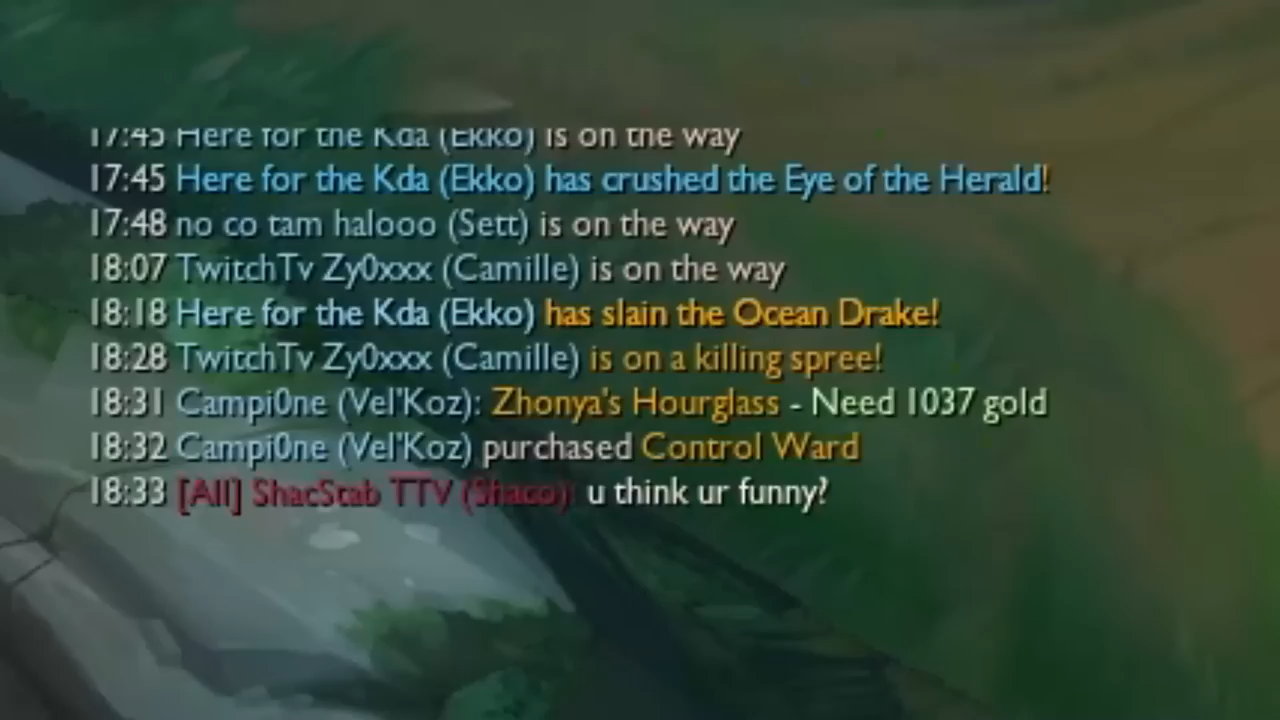 17:45 Here for the Kda (Ekko) is on the way
17:45 Here for the Kda (Ekko) has crushed the Eye of the Herald!
17:48 no co tam halooo (Sett) is on the way
18:07 TwitchTv Zy0xxx (Camille) is on the way
18:18 Here for the Kda (Ekko) has slain the Ocean Drake!
18:28 TwitchTv Zy0xxx (Camille) is on a killing spree!
18:31 Campi0ne (Vel'Koz): Zhonya's Hourglass - Need 1037 gold
18:32 Campi0ne (Vel'Koz) purchased Control Ward
18:33 [All] ShacStab TTV (Shaco): u think ur funny?